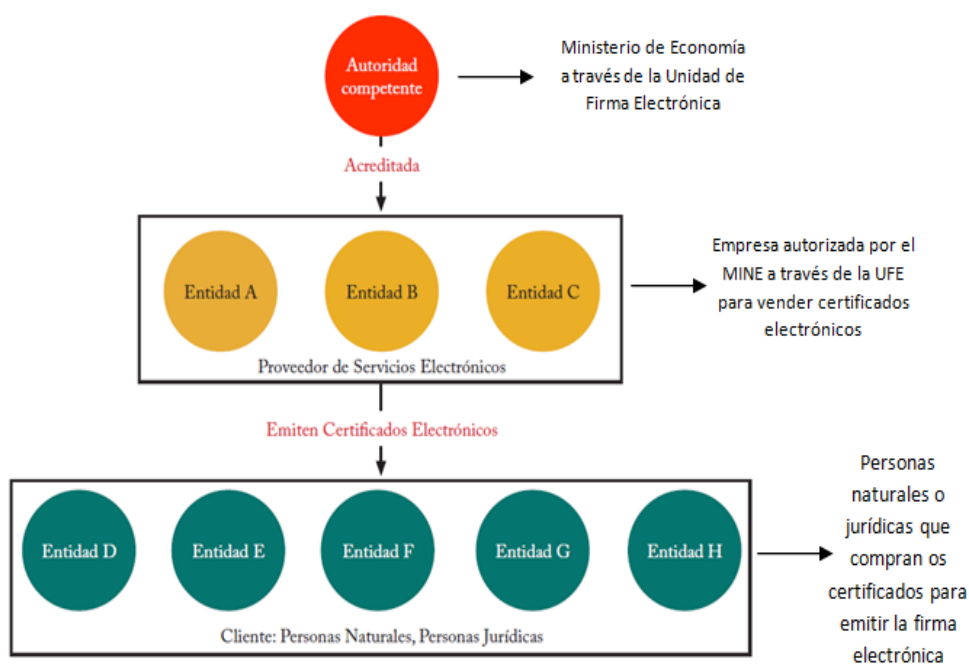 Autoridad
competente
Ministerio de Economía
a través de la Unidad de
Firma Electrónica
Acreditada
Entidad A
Entidad B
Entidad C
Proveedor de Servicios Electrónicos
Empresa autorizada por el
MINE a través de la UFE
para vender certificados
electrónicos
Emiten Certificados Electrónicos
Entidad D
Entidad E
Entidad F
Entidad G
Entidad H
Cliente: Personas Naturales, Personas Jurídicas
Personas
naturales o
jurídicas que
compran os
certificados para
emitir la firma
electrónica